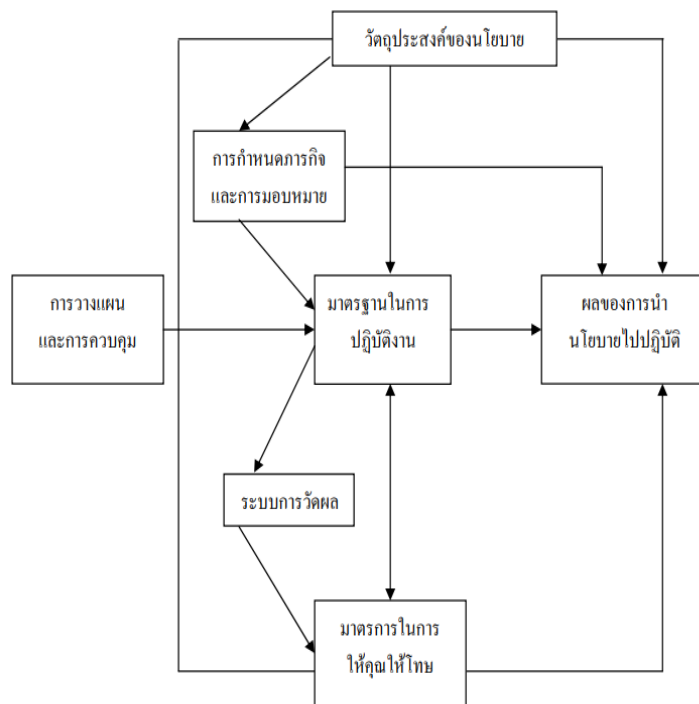 วัตถุประสงค์ของนโยบาย
การกำหนดภารกิจ
และการมอบหมาย
การวางแผน
และการควบคุม
มาตรฐานในการ
ปฏิบัติงาน
ผลของการนำ
นโยบายไปปฏิบัติ
ระบบการวัดผล
มาตรการในการ
ให้คุณให้โทษ